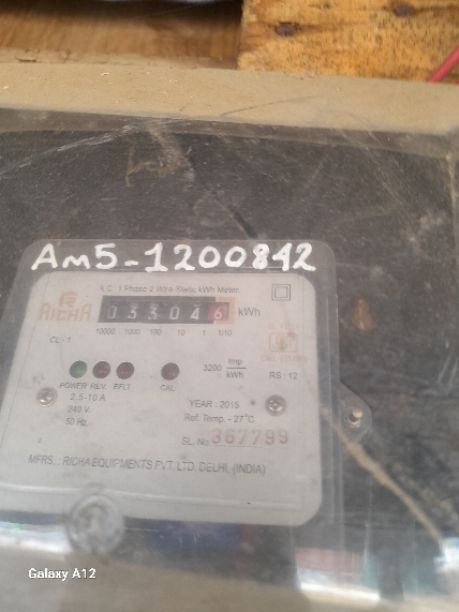 Am5-1200842
A.C. 1 Phase 2 Wire Static kWh Meter.
RICHA
033046 kWh
10000 1000 100 10 1 1/10
CL-1
3200 Imp/kWh
RS: 12
POWER REV. EFLT CAL
2.5-10 A
240 V.
50 Hz.
YEAR: 2015
Ref. Temp. - 27°C
SL. No. 367799
MFRS.: RICHA EQUIPMENTS PVT. LTD. DELHI, (INDIA)
Galaxy A12